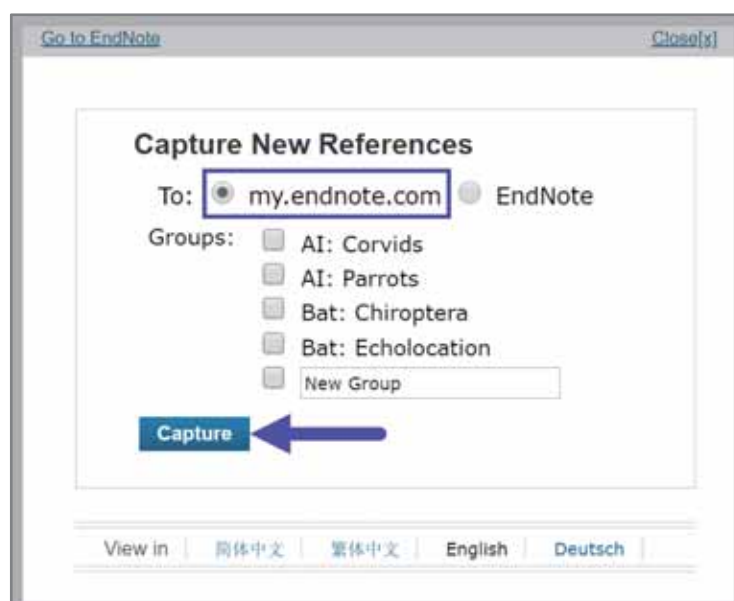 Go to EndNote Close[x]
Capture New References
To: my.endnote.com EndNote
Groups: AI: Corvids
AI: Parrots
Bat: Chiroptera
Bat: Echolocation
New Group
Capture
View in 简体中文 繁体中文 English Deutsch